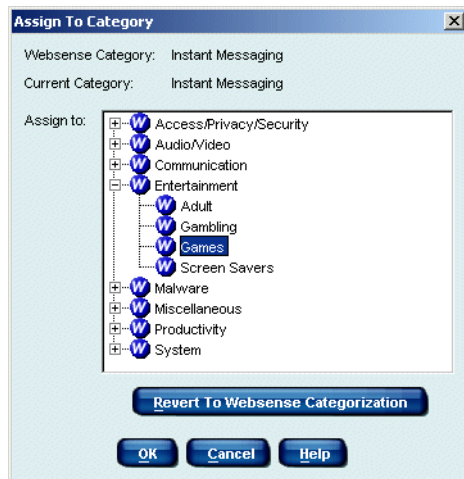 Assign To Category
Websense Category: Instant Messaging
Current Category: Instant Messaging
Assign to:
W Access/Privacy/Security
W Audio/Video
W Communication
W Entertainment
W Adult
W Gambling
W Games
W Screen Savers
W Malware
W Miscellaneous
W Productivity
W System
Revert To Websense Categorization
OK Cancel Help